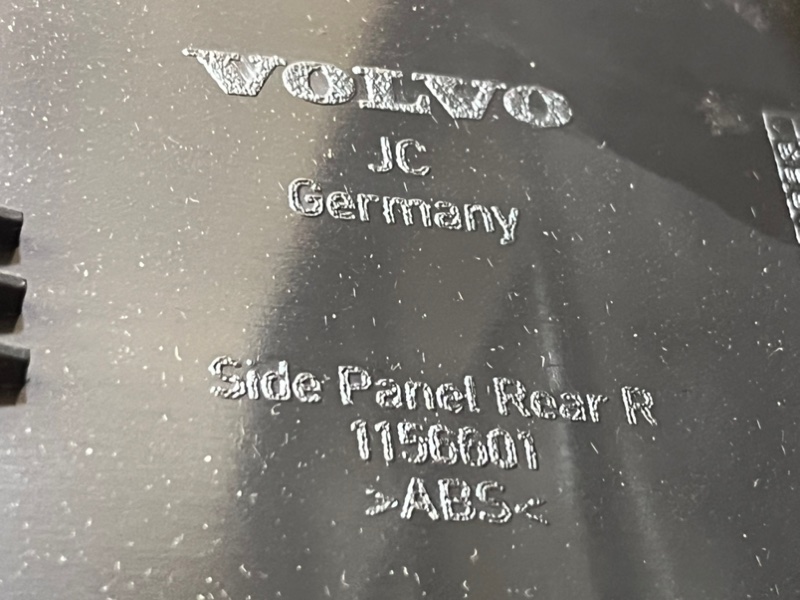 VOLVO
JC
Germany
Side Panel Rear R
1156601
>ABS<